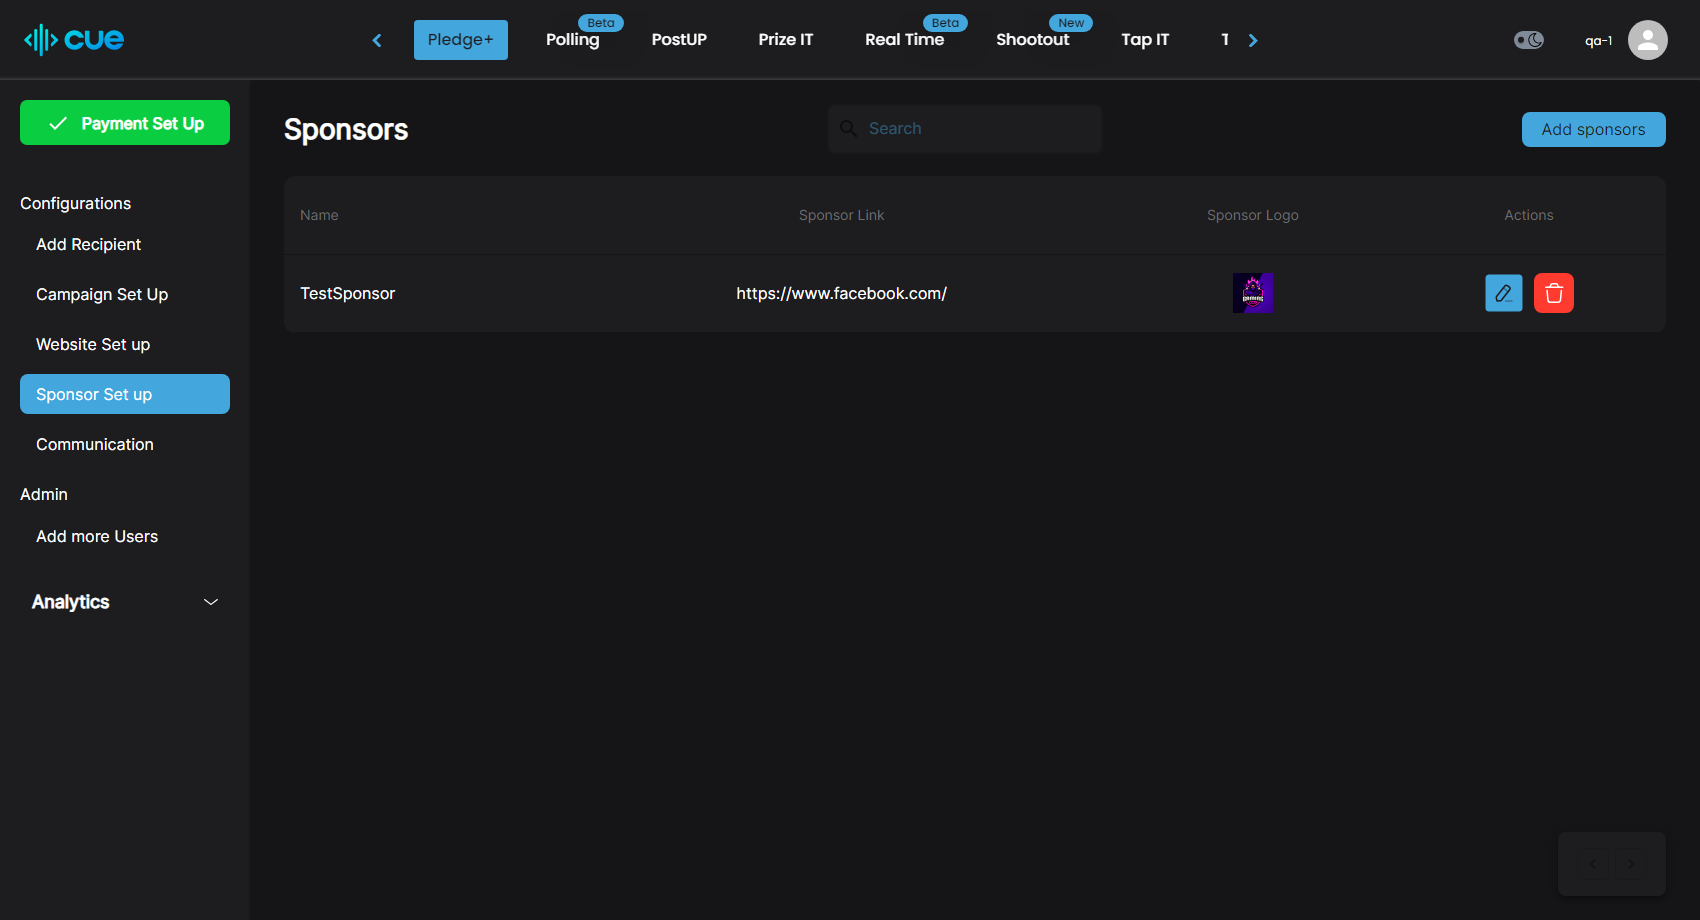 cue
Pledge+
Polling
Beta
PostUP
Prize IT
Real Time
Beta
Shootout
New
Tap IT
T
qa-1
Payment Set Up
Configurations
Add Recipient
Campaign Set Up
Website Set up
Sponsor Set up
Communication
Admin
Add more Users
Analytics
Sponsors
Search
Add sponsors
Name Sponsor Link Sponsor Logo Actions
TestSponsor https://www.facebook.com/ GAMING